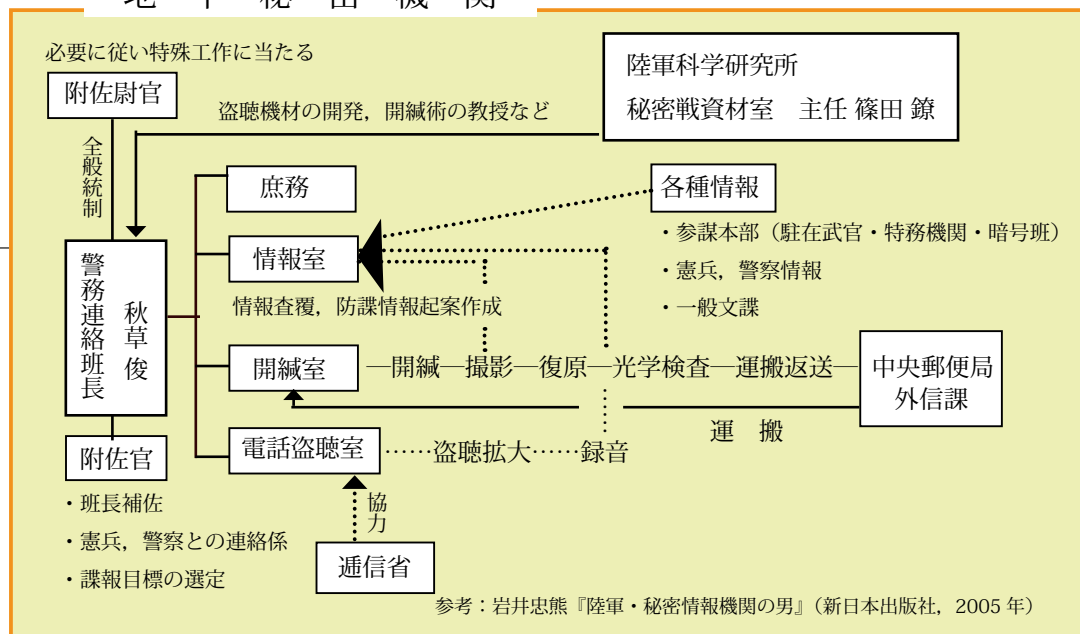 地下秘密機関
必要に従い特殊工作に当たる
附佐尉官
陸軍科学研究所
秘密戦資材室　主任 篠田 鐐
盗聴機材の開発，開緘術の教授など
全般統制
庶務
各種情報
・参謀本部（駐在武官・特務機関・暗号班）
・憲兵，警察情報
・一般文諜
警務連絡班長
秋草 俊
情報室
情報査覆，防諜情報起案作成
開緘室
―開緘―撮影―復原―光学検査―運搬返送―
中央郵便局
外信課
運　搬
附佐官
電話盗聴室
……盗聴拡大……録音
・班長補佐
・憲兵，警察との連絡係
・諜報目標の選定
協力
逓信省
参考：岩井忠熊『陸軍・秘密情報機関の男』（新日本出版社，2005 年）